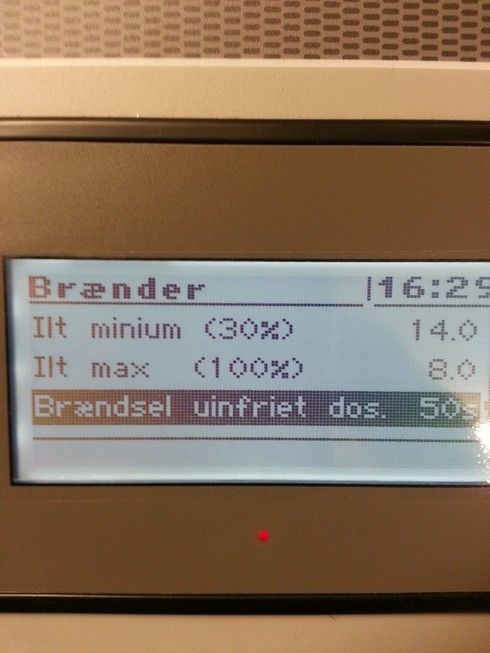 Brænder 16:29
Ilt minium (30%) 14.0
Ilt max (100%) 8.0
Brændsel uinfriet dos. 50s